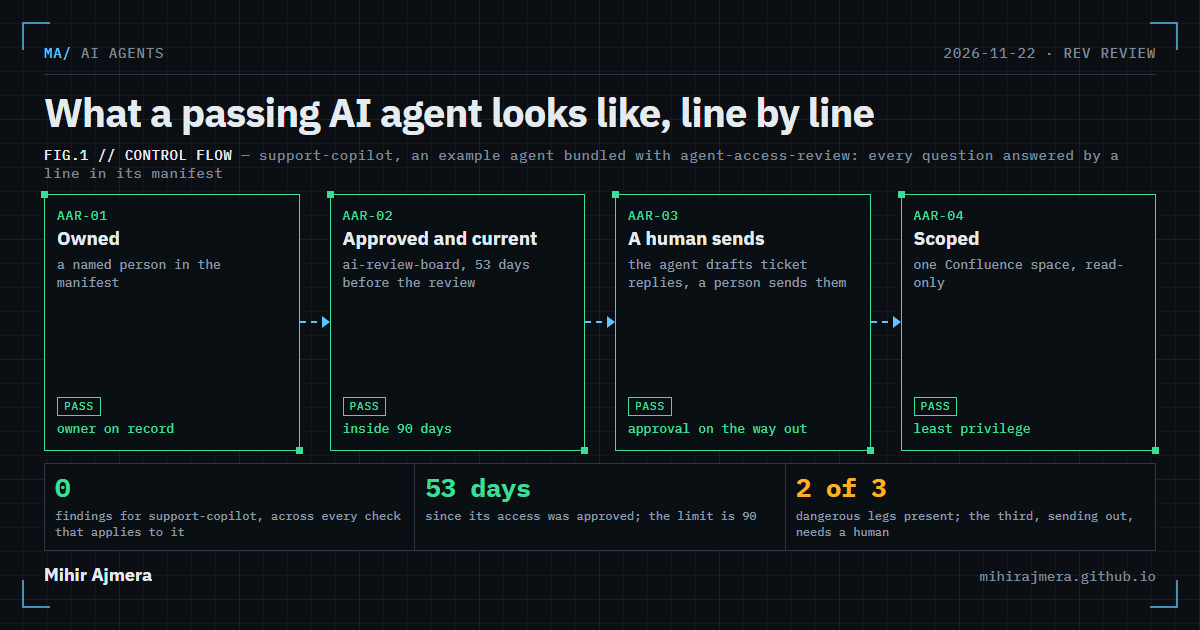 MA/ AI AGENTS
2026-11-22 · REV REVIEW
What a passing AI agent looks like, line by line
FIG.1 // CONTROL FLOW — support-copilot, an example agent bundled with agent-access-review: every question answered by a
line in its manifest
AAR-01
Owned
a named person in the
manifest
PASS
owner on record
AAR-02
Approved and current
ai-review-board, 53 days
before the review
PASS
inside 90 days
AAR-03
A human sends
the agent drafts ticket
replies, a person sends them
PASS
approval on the way out
AAR-04
Scoped
one Confluence space, read-
only
PASS
least privilege
0
findings for support-copilot, across every check
that applies to it
53 days
since its access was approved; the limit is 90
2 of 3
dangerous legs present; the third, sending out,
needs a human
Mihir Ajmera
mihirajmera.github.io